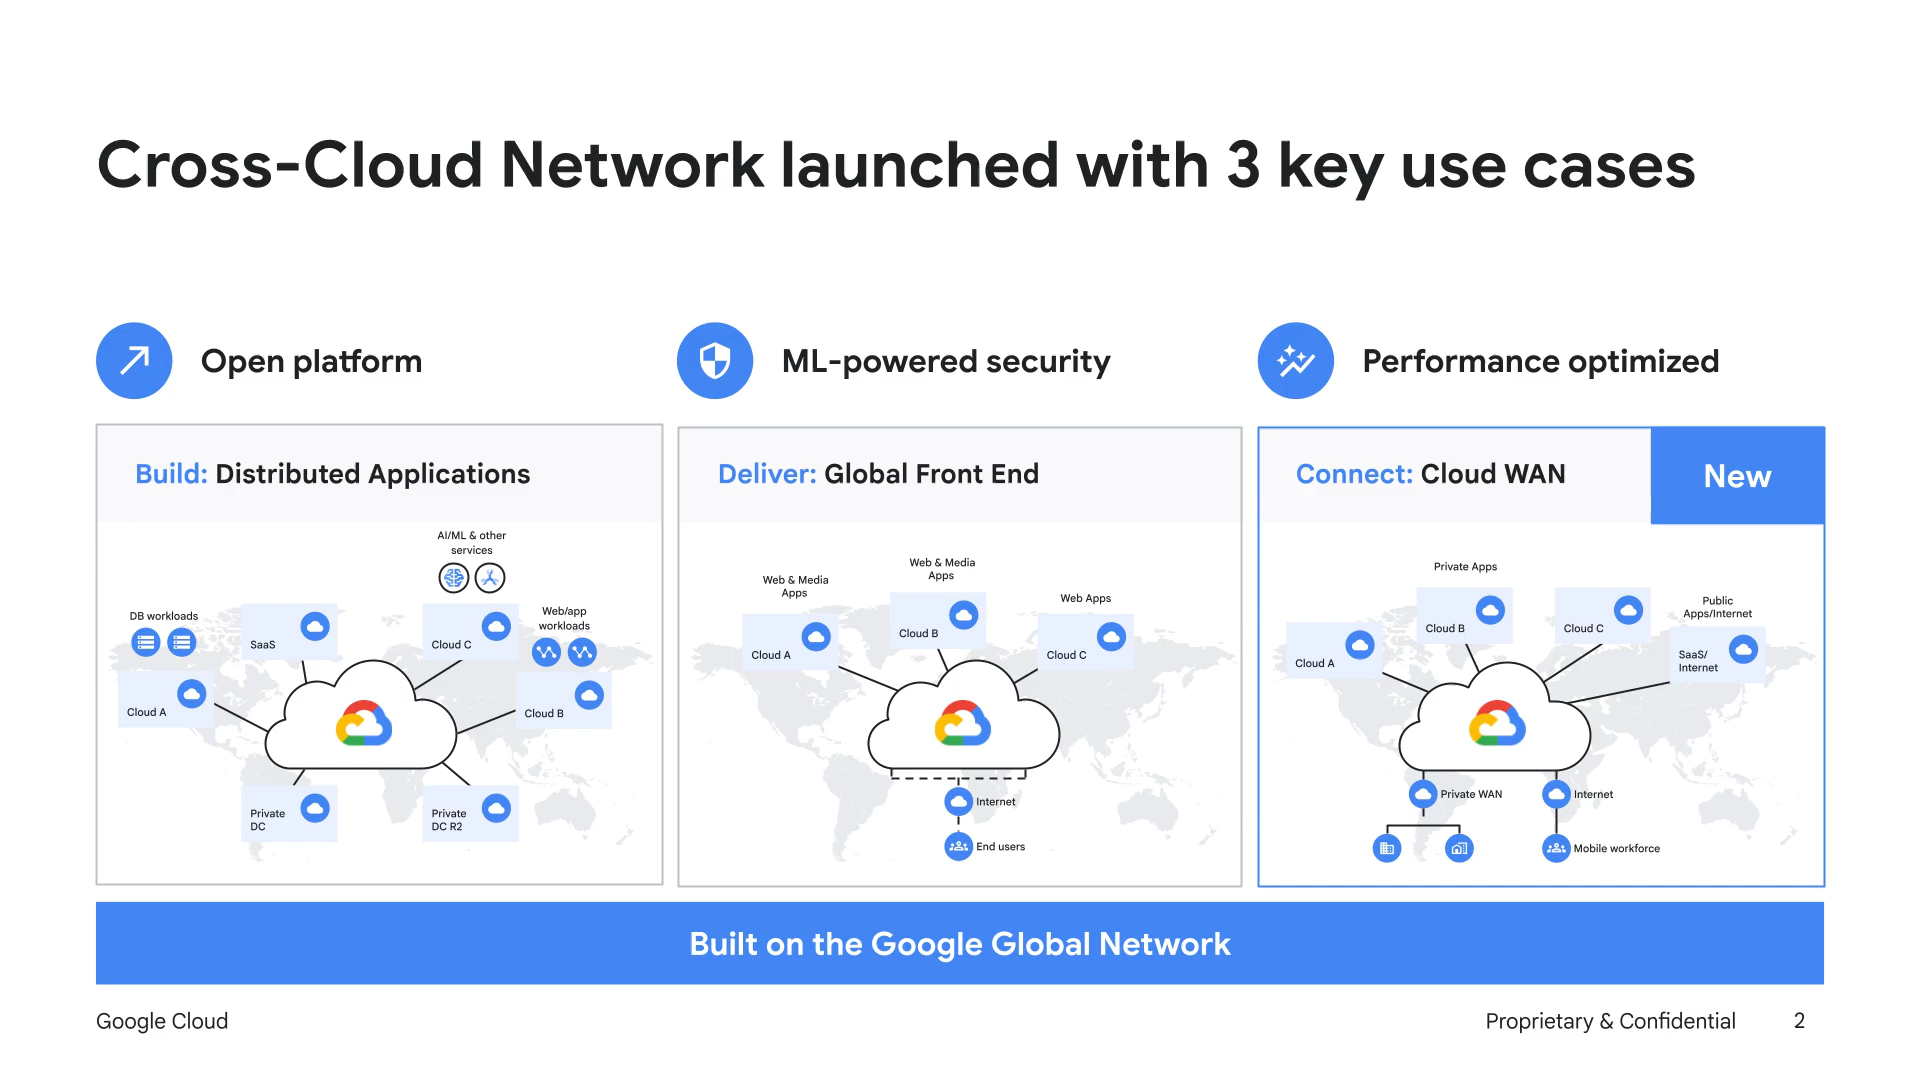 Cross-Cloud Network launched with 3 key use cases
Open platform
ML-powered security
Performance optimized
Build: Distributed Applications
AI/ML & other
services
DB workloads
SaaS
Cloud C
Web/app
workloads
Cloud A
Cloud B
Private
DC
Private
DC R2
Deliver: Global Front End
Web & Media
Apps
Web & Media
Apps
Web Apps
Cloud A
Cloud B
Cloud C
Internet
End users
Connect: Cloud WAN
New
Private Apps
Public
Apps/Internet
Cloud A
Cloud B
Cloud C
SaaS/
Internet
Private WAN
Internet
Mobile workforce
Built on the Google Global Network
Google Cloud
Proprietary & Confidential
2